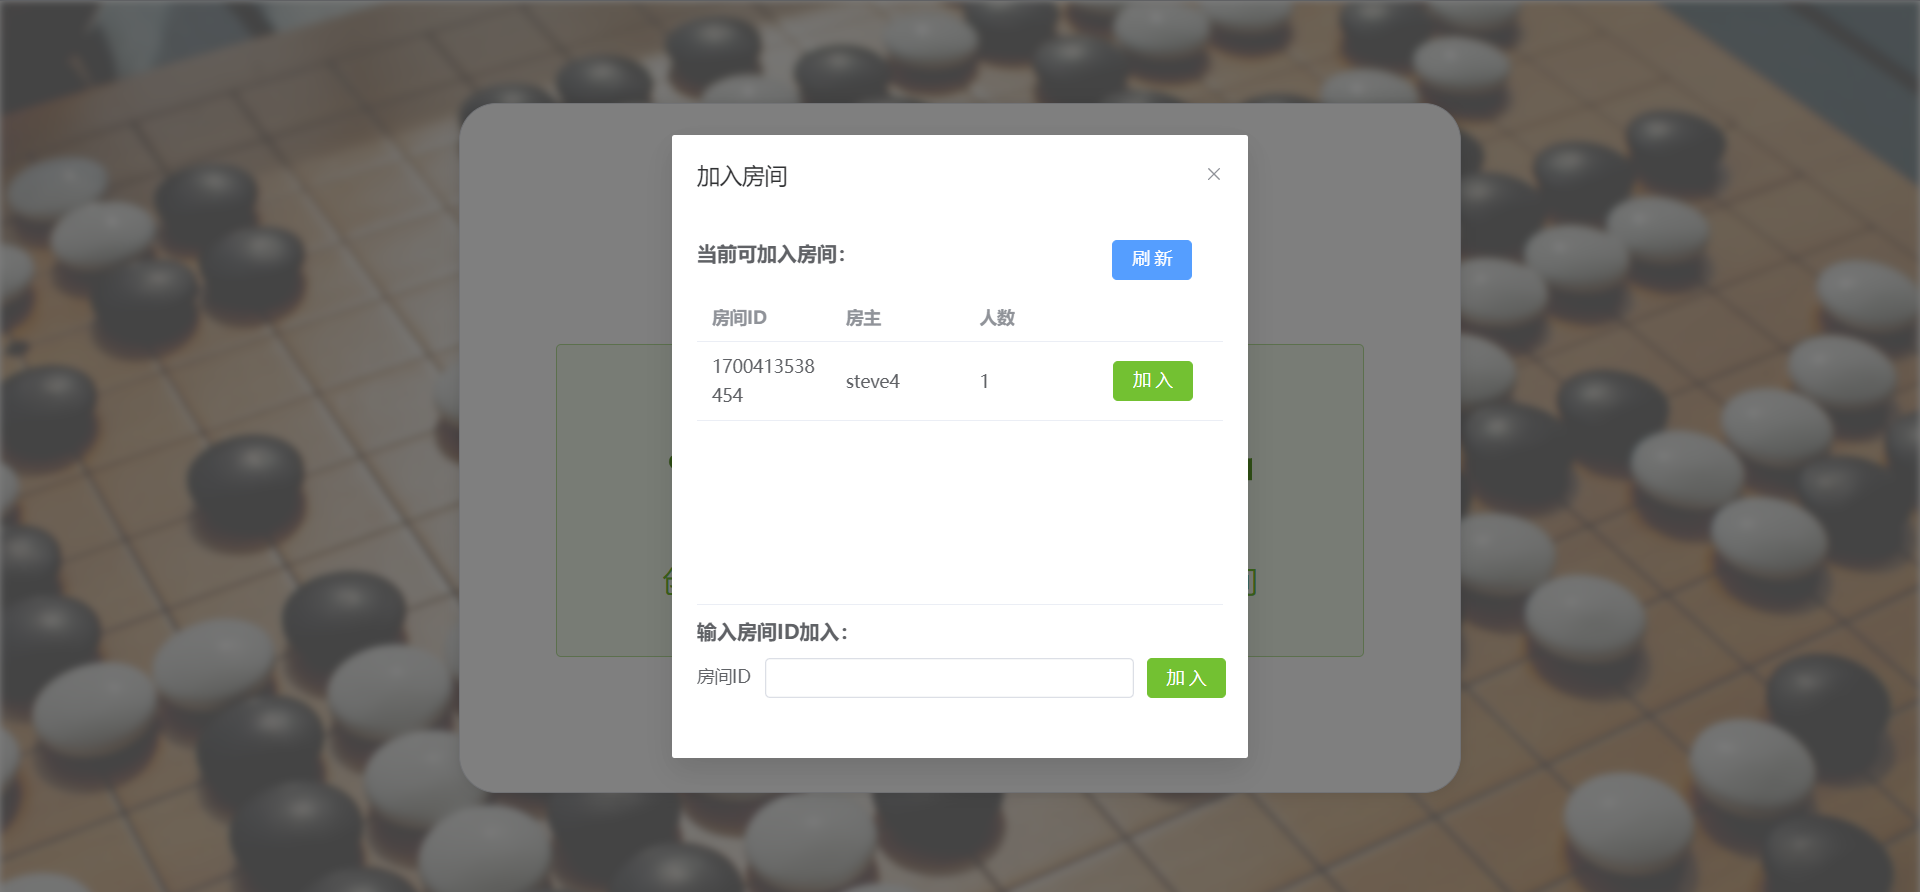 加入房间
当前可加入房间：
刷新
房间ID 房主 人数
1700413538
454
steve4 1 加入
输入房间ID加入：
房间ID 加入